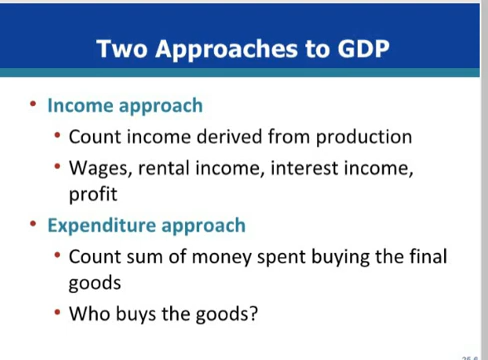 Two Approaches to GDP
• Income approach
• Count income derived from production
• Wages, rental income, interest income,
profit
• Expenditure approach
• Count sum of money spent buying the final
goods
• Who buys the goods?